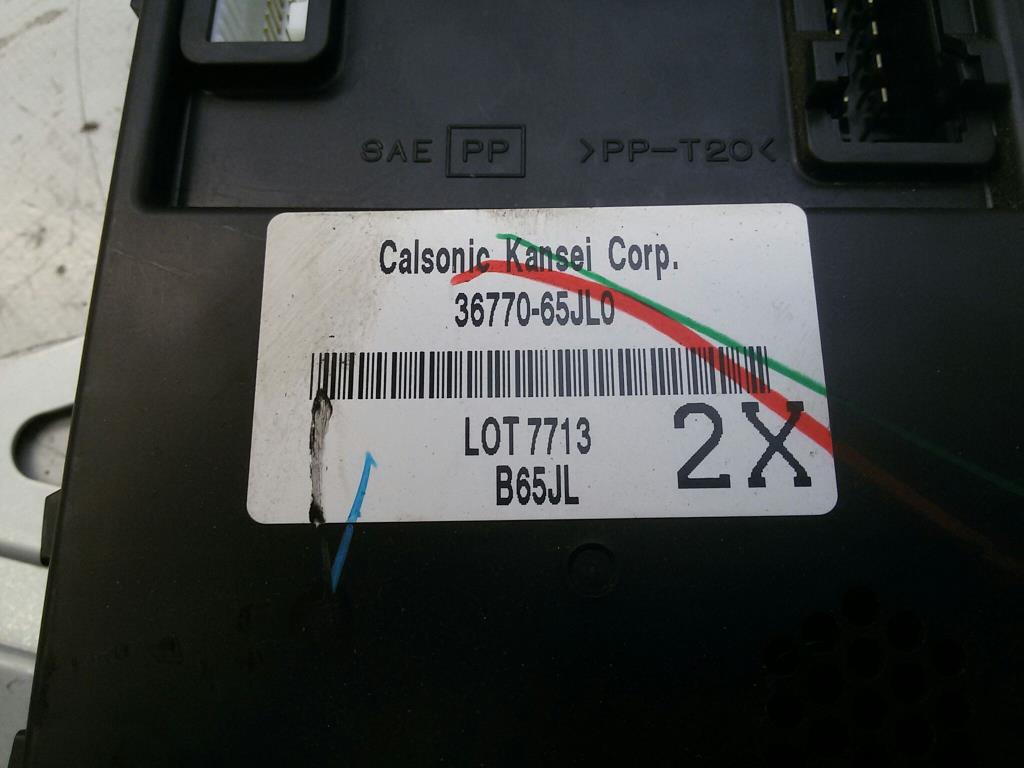 SAE PP >PP-T20<
Calsonic Kansei Corp.
36770-65JL0
LOT 7713
B65JL
2X